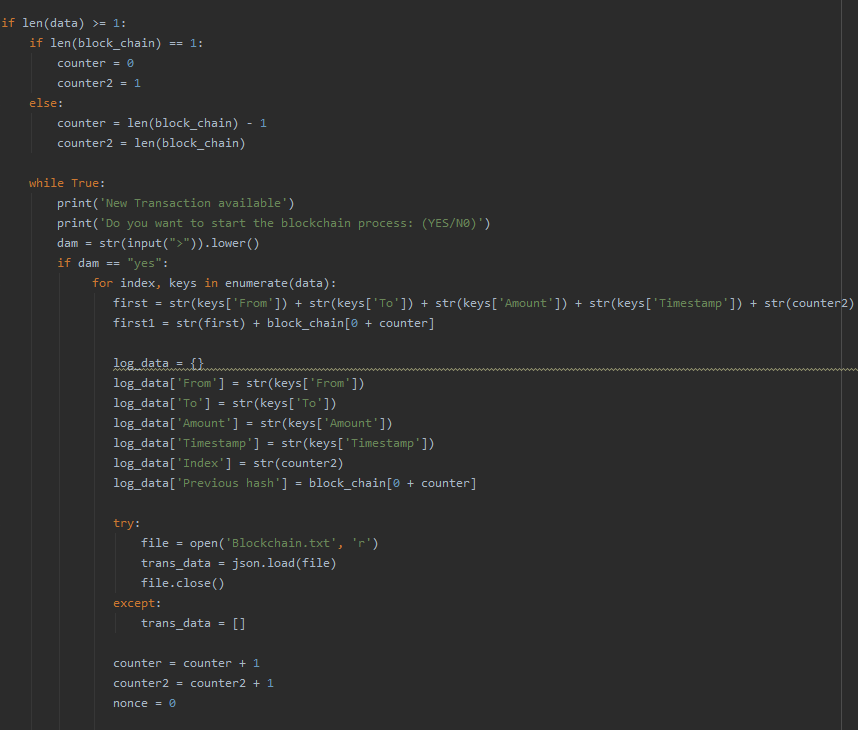 if len(data) >= 1:
    if len(block_chain) == 1:
        counter = 0
        counter2 = 1
    else:
        counter = len(block_chain) - 1
        counter2 = len(block_chain)
    while True:
        print('New Transaction available')
        print('Do you want to start the blockchain process: (YES/N0)')
        dam = str(input(">")).lower()
        if dam == "yes":
            for index, keys in enumerate(data):
                first = str(keys['From']) + str(keys['To']) + str(keys['Amount']) + str(keys['Timestamp']) + str(counter2)
                first1 = str(first) + block_chain[0 + counter]
                log_data = {}
                log_data['From'] = str(keys['From'])
                log_data['To'] = str(keys['To'])
                log_data['Amount'] = str(keys['Amount'])
                log_data['Timestamp'] = str(keys['Timestamp'])
                log_data['Index'] = str(counter2)
                log_data['Previous hash'] = block_chain[0 + counter]
                try:
                    file = open('Blockchain.txt', 'r')
                    trans_data = json.load(file)
                    file.close()
                except:
                    trans_data = []
                counter = counter + 1
                counter2 = counter2 + 1
                nonce = 0